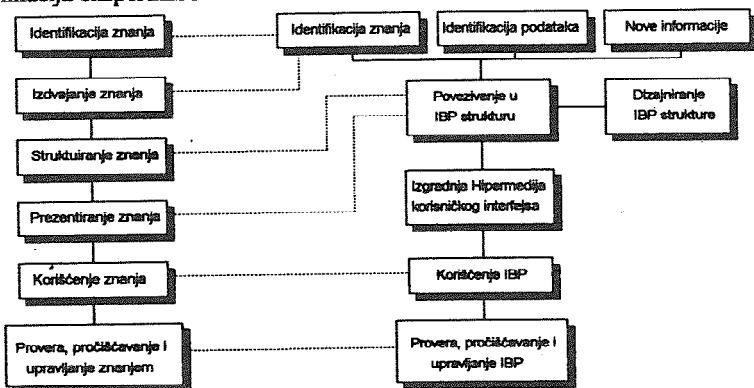 Identifikacija znanja
Izdvajanje znanja
Struktuiranje znanja
Prezentiranje znanja
Korišćenje znanja
Provera, pročišćavanje i
upravljanje znanjem
Identifikacija znanja
Identifikacija podataka
Nove informacije
Povezivanje u
IBP strukturu
Dizajniranje
IBP strukture
Izgradnja Hipermedija
korisničkog interfejsa
Korišćenje IBP
Provera, pročišćavanje i
upravljanje IBP